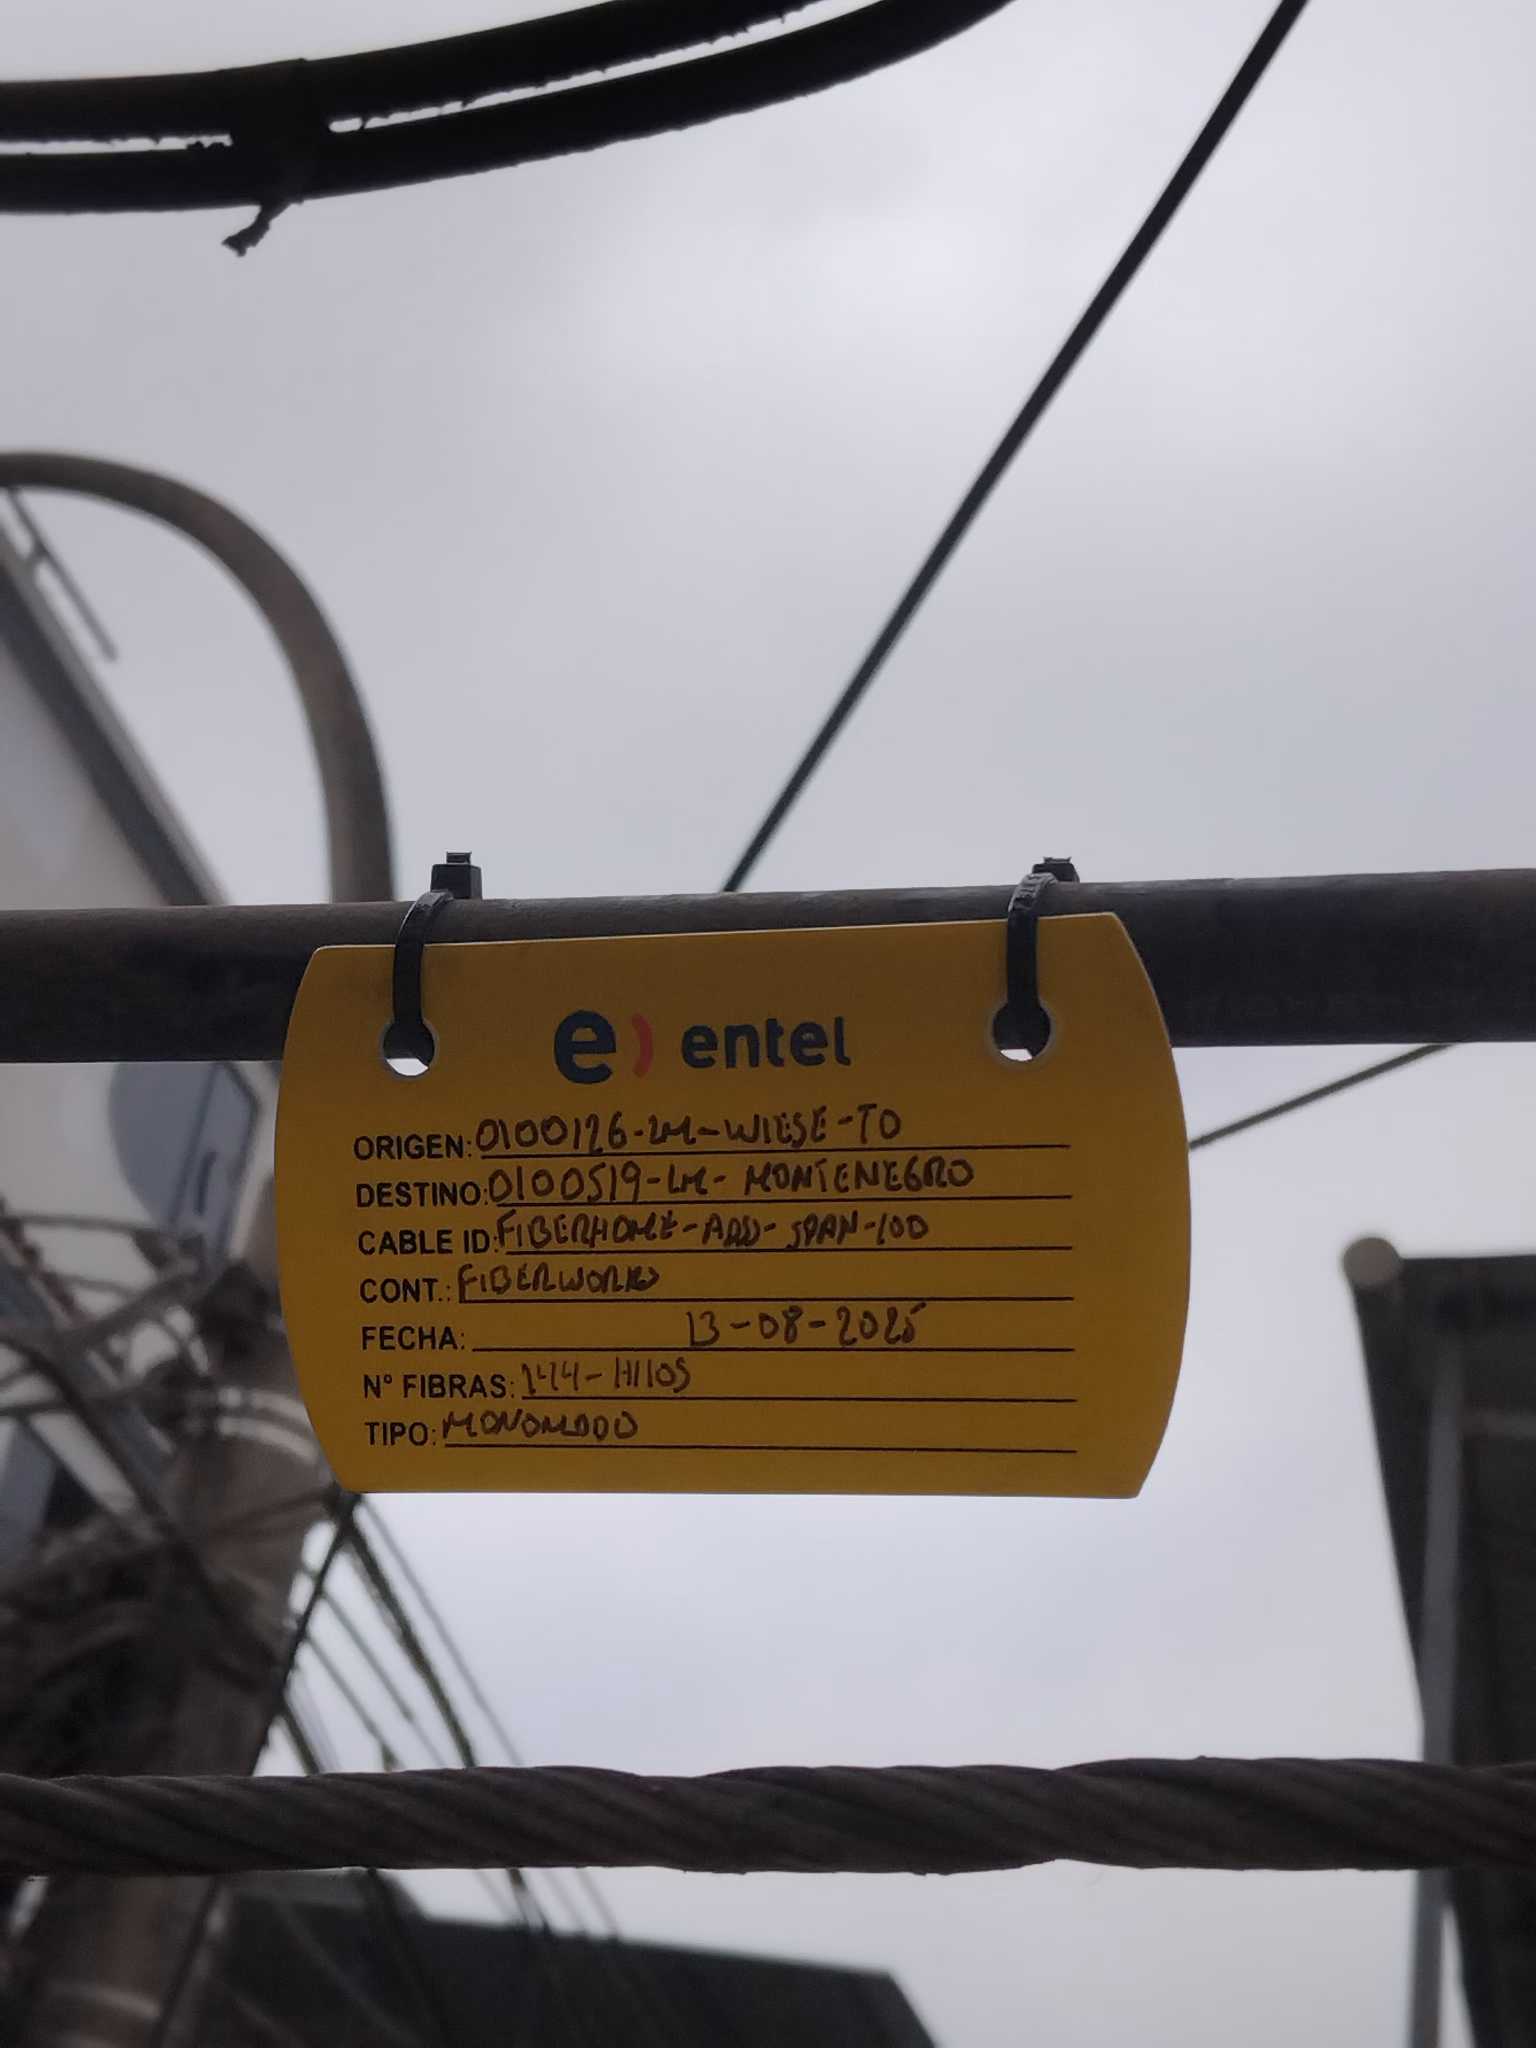 e) entel
ORIGEN: 0100126-LM-WIESE-TO
DESTINO: 0100519-LM-MONTENEGRO
CABLE ID: FIBERHOME-ADD-SPAN-100
CONT.: FIBERWORKS
FECHA: 13-08-2025
N° FIBRAS: 144-HILOS
TIPO: MONOMODO